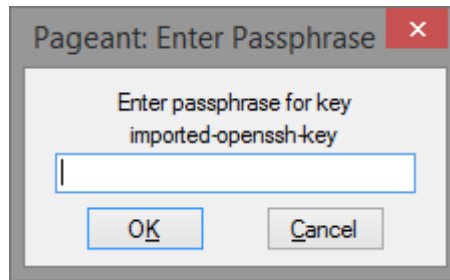 Pageant: Enter Passphrase
Enter passphrase for key
imported-openssh-key
OK
Cancel